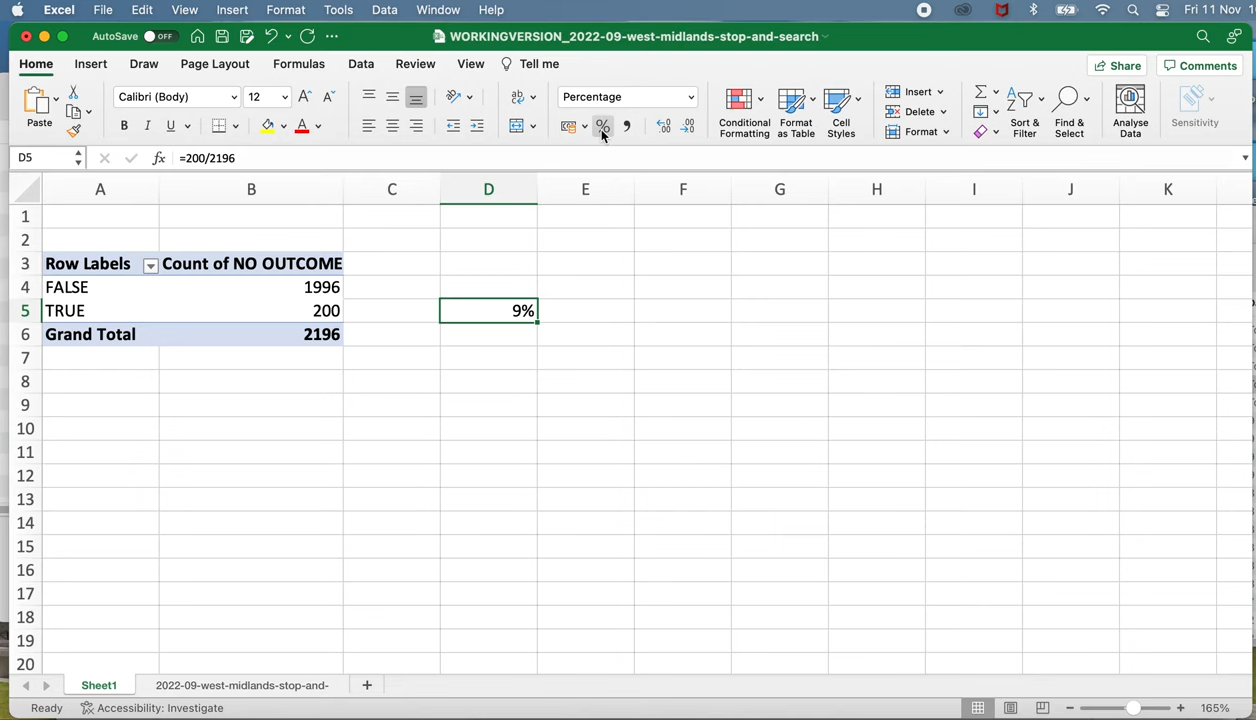 Excel File Edit View Insert Format Tools Data Window Help Fri 11 Nov
AutoSave OFF WORKINGVERSION_2022-09-west-midlands-stop-and-search
Home Insert Draw Page Layout Formulas Data Review View Tell me Share Comments
Paste Calibri (Body) 12 A A Percentage Conditional Formatting Format as Table Cell Styles Insert Delete Format Sort & Filter Find & Select Analyse Data Sensitivity
B I U A %
D5 fx =200/2196
A B C D E F G H I J K
1
2
3 Row Labels Count of NO OUTCOME
4 FALSE 1996
5 TRUE 200 9%
6 Grand Total 2196
7
8
9
10
11
12
13
14
15
16
17
18
19
20
Sheet1 2022-09-west-midlands-stop-and- +
Ready Accessibility: Investigate 165%